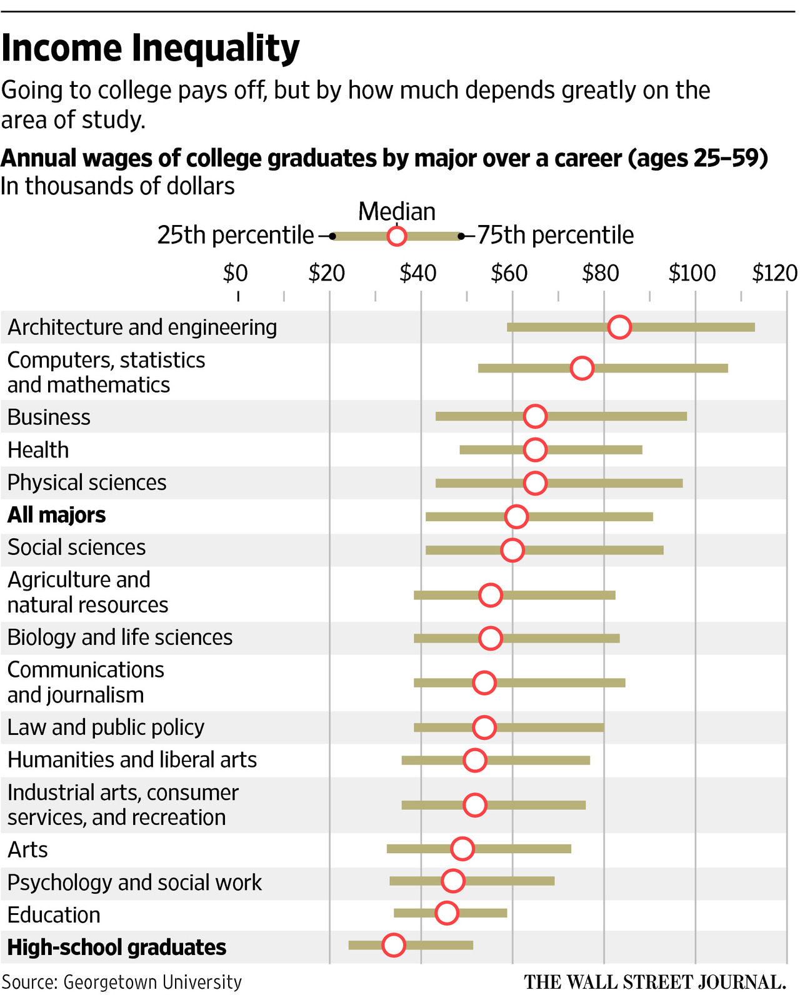 Income Inequality
Going to college pays off, but by how much depends greatly on the
area of study.
Annual wages of college graduates by major over a career (ages 25–59)
In thousands of dollars
Median
25th percentile
75th percentile
$0 $20 $40 $60 $80 $100 $120
Architecture and engineering
Computers, statistics
and mathematics
Business
Health
Physical sciences
All majors
Social sciences
Agriculture and
natural resources
Biology and life sciences
Communications
and journalism
Law and public policy
Humanities and liberal arts
Industrial arts, consumer
services, and recreation
Arts
Psychology and social work
Education
High-school graduates
Source: Georgetown University
THE WALL STREET JOURNAL.